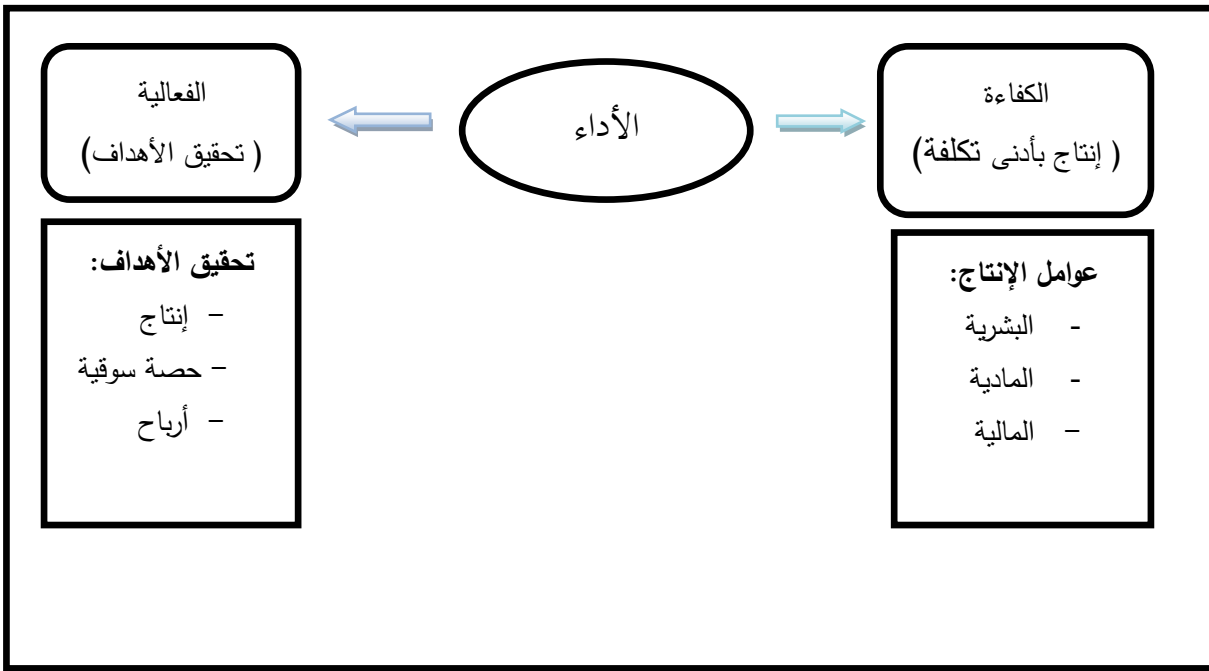 الكفاءة
( إنتاج بأدنى تكلفة)
عوامل الإنتاج:
- البشرية
- المادية
– المالية
الأداء
الفعالية
( تحقيق الأهداف)
تحقيق الأهداف:
– إنتاج
– حصة سوقية
– أرباح